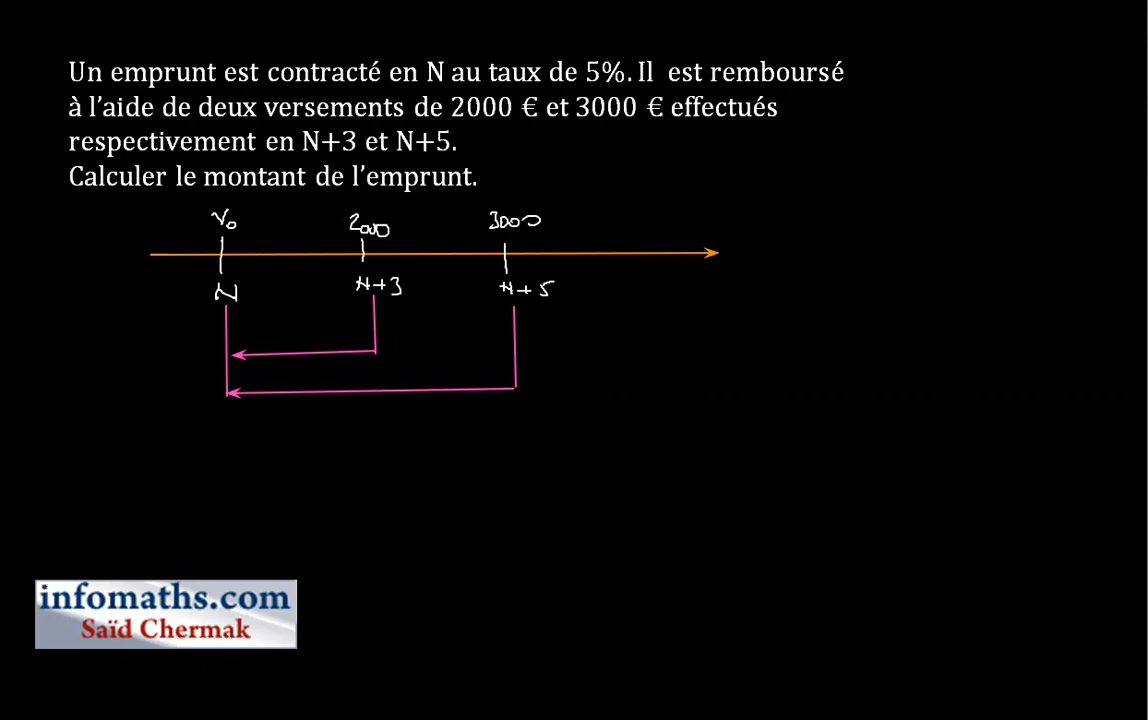 Un emprunt est contracté en N au taux de 5%. Il est remboursé
à l'aide de deux versements de 2000 € et 3000 € effectués
respectivement en N+3 et N+5.
Calculer le montant de l'emprunt.
V₀ 2000 3000
N N+3 N+5
infomaths.com
Saïd Chermak